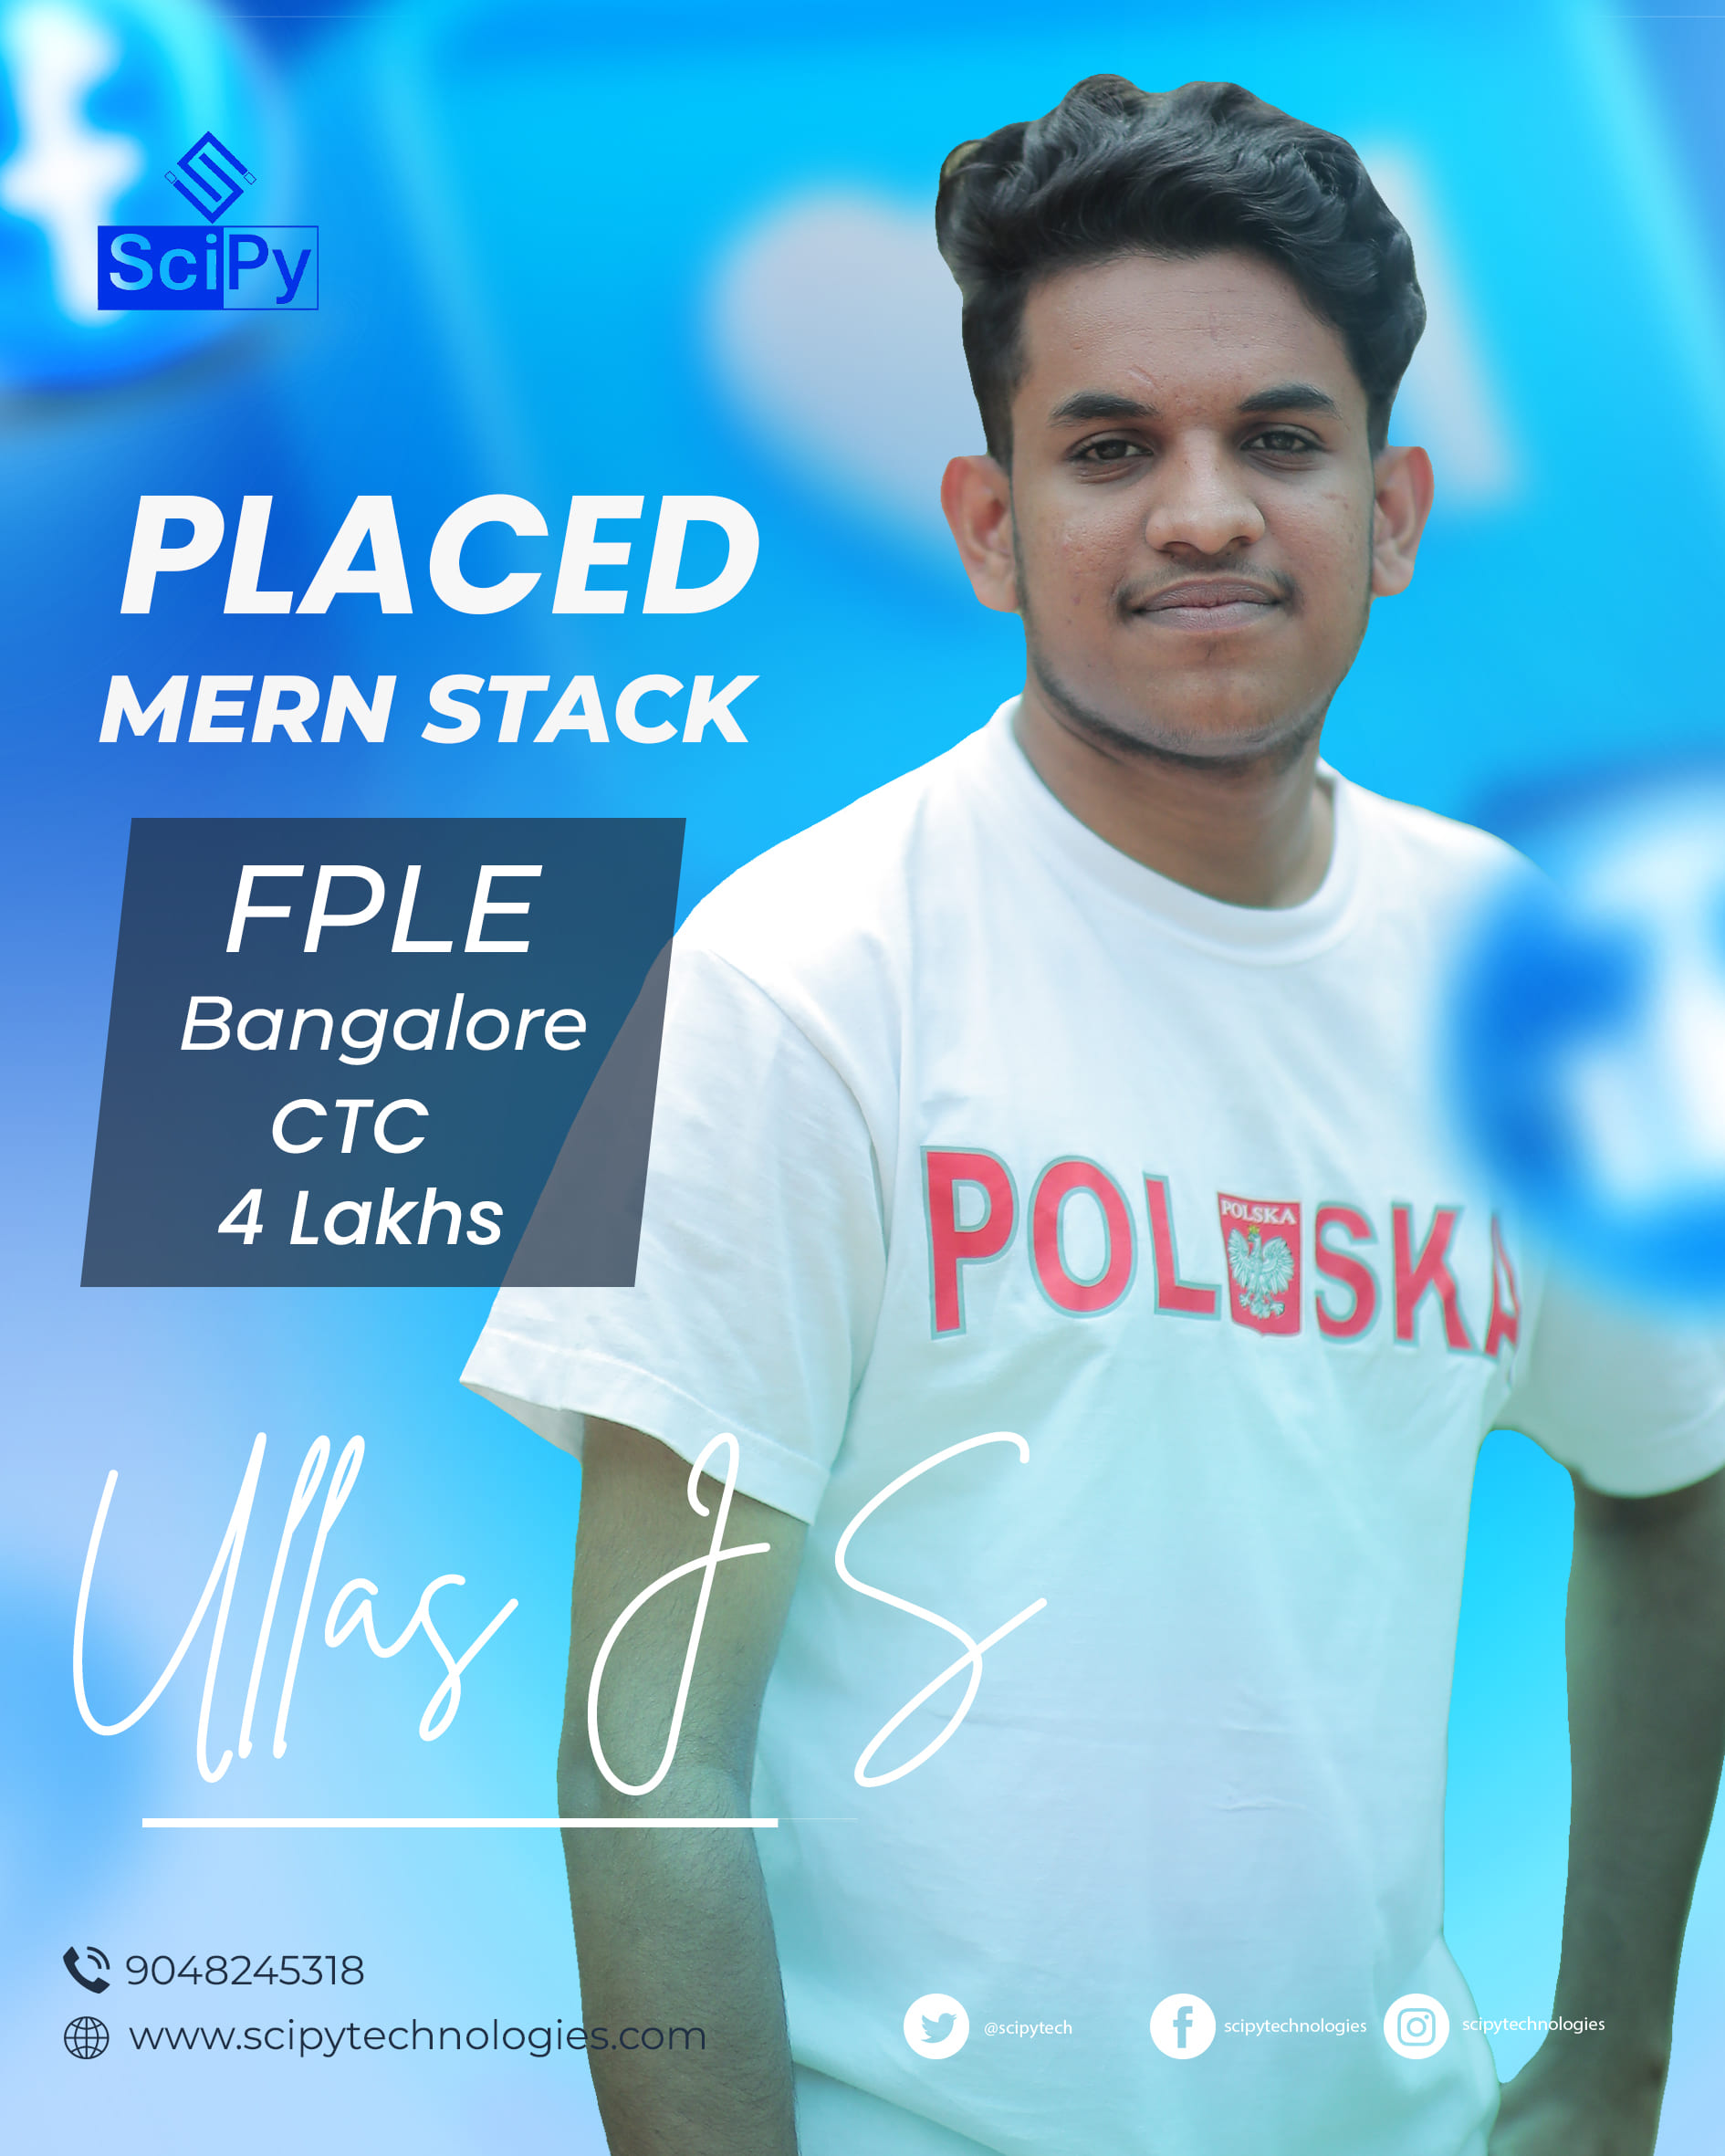 SciPy
PLACED
MERN STACK
FPLE
Bangalore
CTC
4 Lakhs
POLSKA
POLSKA
Ullas J S
9048245318
www.scipytechnologies.com
@scipytech
scipytechnologies
scipytechnologies